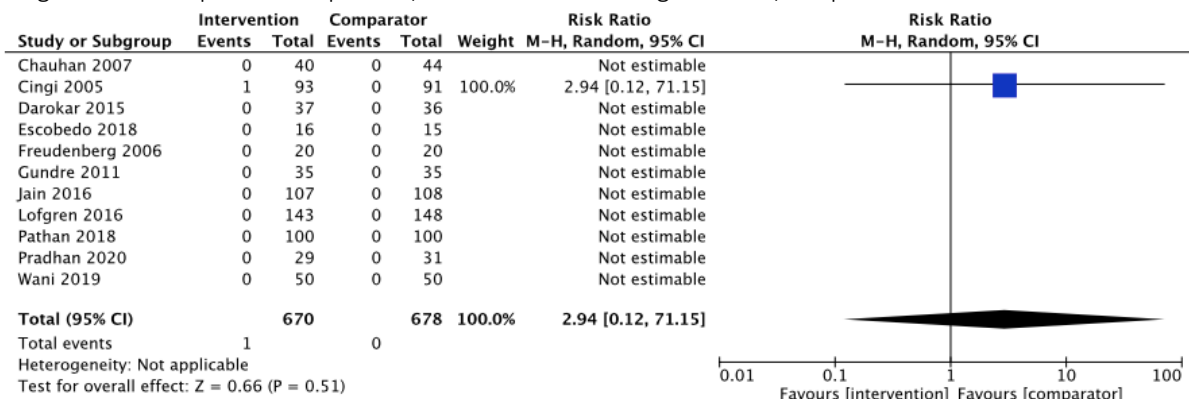 Intervention Comparator Risk Ratio Risk Ratio
Study or Subgroup Events Total Events Total Weight M-H, Random, 95% CI M-H, Random, 95% CI
Chauhan 2007 0 40 0 44 Not estimable
Cingi 2005 1 93 0 91 100.0% 2.94 [0.12, 71.15]
Darokar 2015 0 37 0 36 Not estimable
Escobedo 2018 0 16 0 15 Not estimable
Freudenberg 2006 0 20 0 20 Not estimable
Gundre 2011 0 35 0 35 Not estimable
Jain 2016 0 107 0 108 Not estimable
Lofgren 2016 0 143 0 148 Not estimable
Pathan 2018 0 100 0 100 Not estimable
Pradhan 2020 0 29 0 31 Not estimable
Wani 2019 0 50 0 50 Not estimable
Total (95% CI) 670 678 100.0% 2.94 [0.12, 71.15]
Total events 1 0
Heterogeneity: Not applicable
Test for overall effect: Z = 0.66 (P = 0.51)
0.01 0.1 1 10 100
Favours [intervention] Favours [comparator]